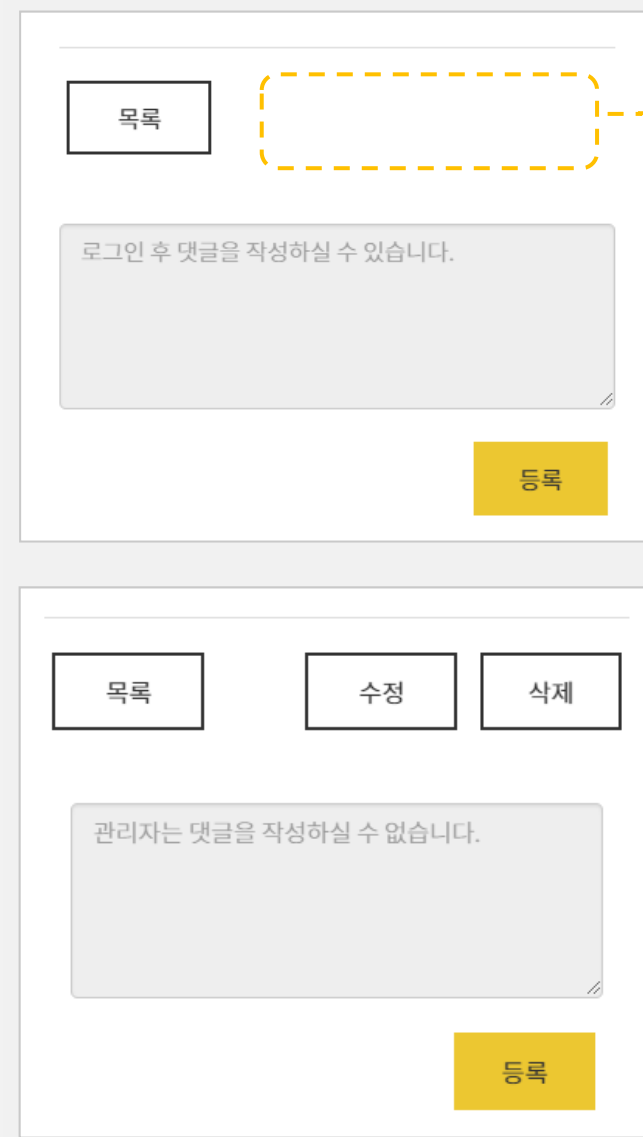 목록
로그인 후 댓글을 작성하실 수 있습니다.
등록
목록 수정 삭제
관리자는 댓글을 작성하실 수 없습니다.
등록